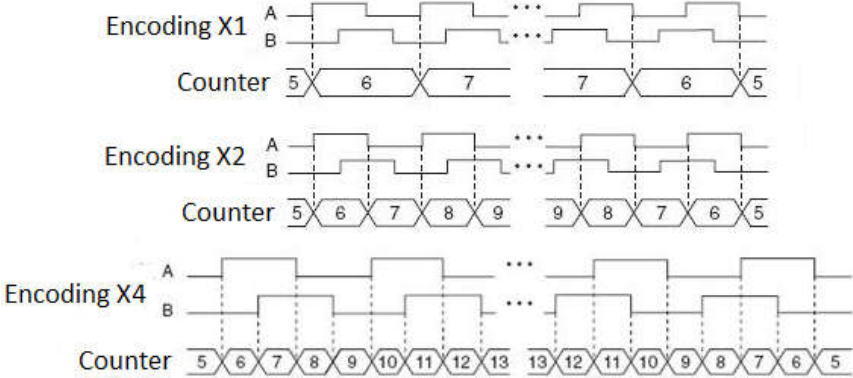 Encoding X1 A
B
Counter 5 6 7 7 6 5
Encoding X2 A
B
Counter 5 6 7 8 9 9 8 7 6 5
Encoding X4 A
B
Counter 5 6 7 8 9 10 11 12 13 13 12 11 10 9 8 7 6 5